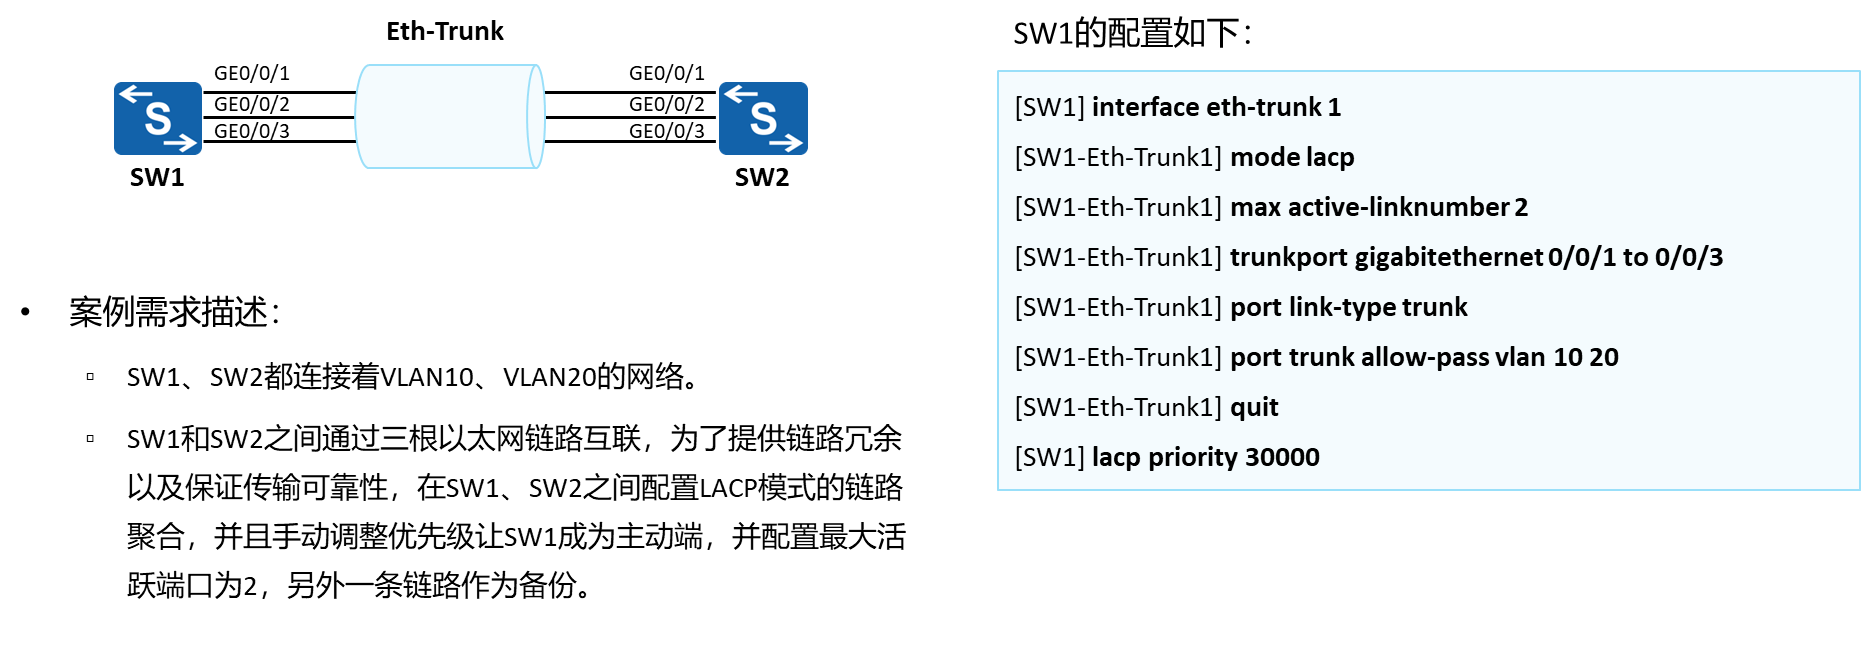 Eth-Trunk
GE0/0/1
GE0/0/1
GE0/0/2
GE0/0/2
GE0/0/3
GE0/0/3
S
S
SW1
SW2
• 案例需求描述：
▫ SW1、SW2都连接着VLAN10、VLAN20的网络。
▫ SW1和SW2之间通过三根以太网链路互联，为了提供链路冗余
以及保证传输可靠性，在SW1、SW2之间配置LACP模式的链路
聚合，并且手动调整优先级让SW1成为主动端，并配置最大活
跃端口为2，另外一条链路作为备份。
SW1的配置如下：
[SW1] interface eth-trunk 1
[SW1-Eth-Trunk1] mode lacp
[SW1-Eth-Trunk1] max active-linknumber 2
[SW1-Eth-Trunk1] trunkport gigabitethernet 0/0/1 to 0/0/3
[SW1-Eth-Trunk1] port link-type trunk
[SW1-Eth-Trunk1] port trunk allow-pass vlan 10 20
[SW1-Eth-Trunk1] quit
[SW1] lacp priority 30000